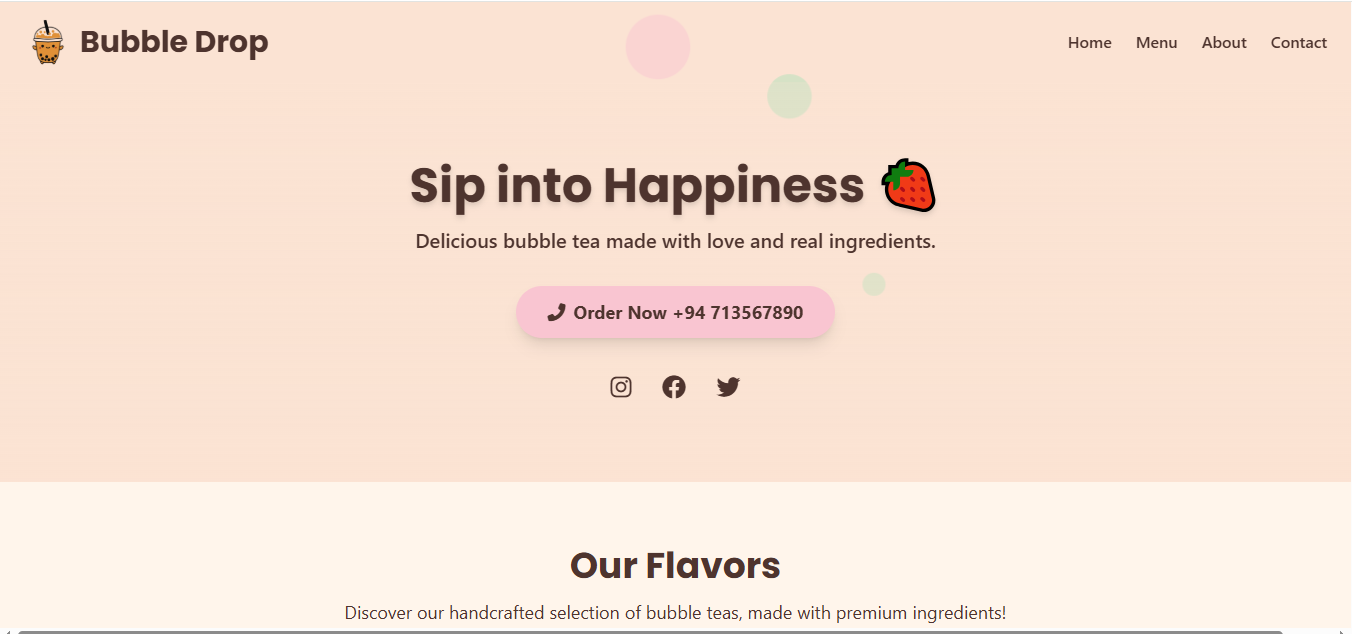 Bubble Drop
Home Menu About Contact
Sip into Happiness
Delicious bubble tea made with love and real ingredients.
Order Now +94 713567890
Our Flavors
Discover our handcrafted selection of bubble teas, made with premium ingredients!